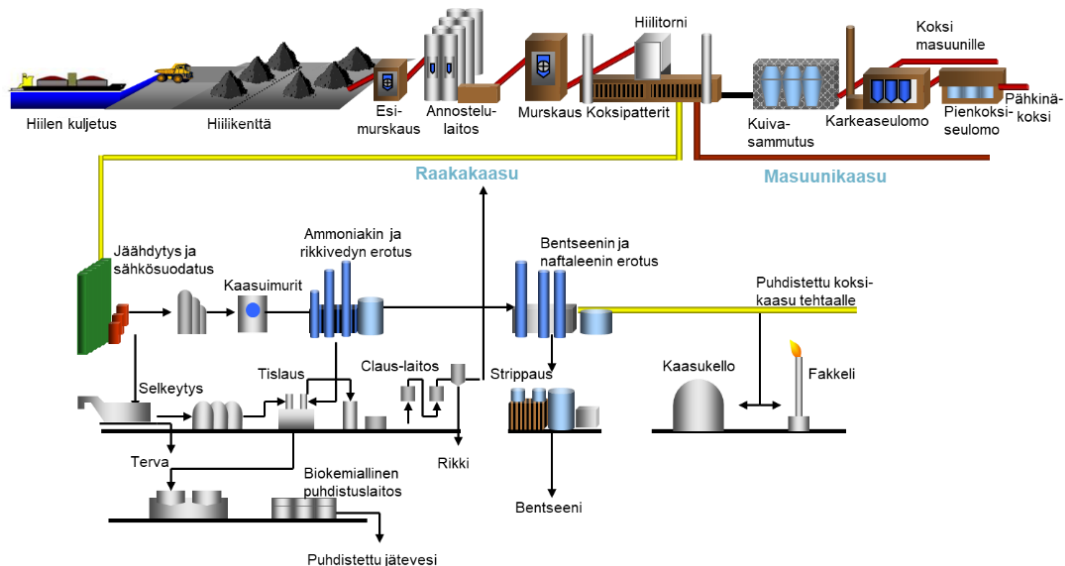 Hiilitorni
Koksi
masuunille
Hiilen kuljetus
Hiilikenttä
Esi-
murskaus
Annostelu-
laitos
Murskaus
Koksipatterit
Kuiva-
sammutus
Karkeaseulomo
Pienkoksi-
seulomo
Pähkinä-
koksi
Raakakaasu
Masuunikaasu
Jäähdytys ja
sähkösuodatus
Kaasuimurit
Ammoniakin ja
rikkivedyn erotus
Bentseenin ja
naftaleenin erotus
Puhdistettu koksi-
kaasu tehtaalle
Selkeytys
Tislaus
Claus-laitos
Strippaus
Kaasukello
Fakkeli
Terva
Rikki
Biokemiallinen
puhdistuslaitos
Bentseeni
Puhdistettu jätevesi